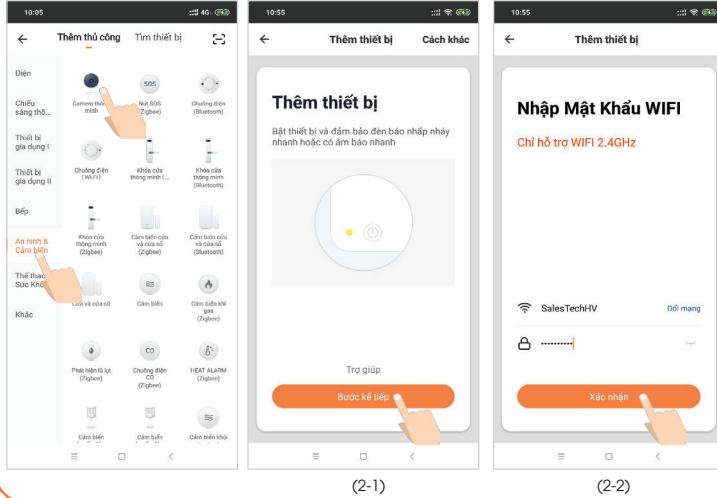 10:05
4G
Thêm thủ công
Tìm thiết bị
Điện
Chiếu
sáng thô...
Thiết bị
gia dụng I
Thiết bị
gia dụng II
Bếp
An ninh &
Cảm biến
Thể thao
Sức Khỏ
Khác
Camera thôn
minh
SOS
Nút SOS
(Zigbee)
Chuông điện
(Bluetooth)
Chuông điện
(WI-FI)
Khóa cửa
thông minh (...
Khóa cửa
thông minh
(Bluetooth)
Khóa cửa
thông minh
(Zigbee)
Cảm biến cửa
và cửa sổ
(Zigbee)
Cảm biến cửa
và cửa sổ
(Bluetooth)
Cửa và cửa sổ
Cảm biến
Cảm biến khí
gas
(Zigbee)
Phát hiện lũ lụt
(Zigbee)
CO
Chuông điện
CO
(Zigbee)
HEAT ALARM
(Zigbee)
Cảm biến
Cảm biến
Cảm biến khói
10:55
Thêm thiết bị
Cách khác
Thêm thiết bị
Bật thiết bị và đảm bảo đèn báo nhấp nháy
nhanh hoặc có âm báo nhanh
Trợ giúp
Bước kế tiếp
(2-1)
10:55
Thêm thiết bị
Nhập Mật Khẩu WIFI
Chỉ hỗ trợ WIFI 2.4GHz
SalesTechHV
Đổi mạng
Xác nhận
(2-2)